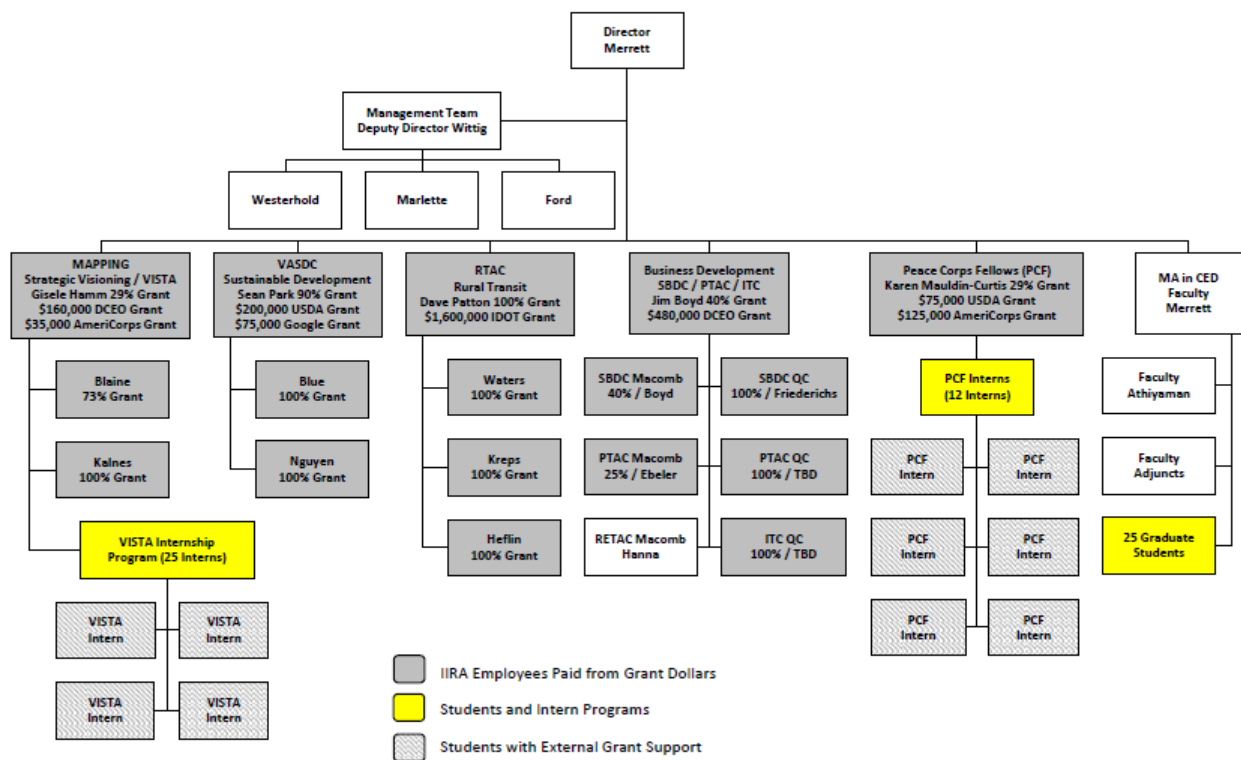 Director
Merrett
Management Team
Deputy Director Wittig
Westerhold
Marlette
Ford
MAPPING
Strategic Visioning / VISTA
Gisele Hamm 29% Grant
$160,000 DCEO Grant
$35,000 AmeriCorps Grant
VASDC
Sustainable Development
Sean Park 90% Grant
$200,000 USDA Grant
$75,000 Google Grant
RTAC
Rural Transit
Dave Patton 100% Grant
$1,600,000 IDOT Grant
Business Development
SBDC / PTAC / ITC
Jim Boyd 40% Grant
$480,000 DCEO Grant
Peace Corps Fellows (PCF)
Karen Mauldin-Curtis 29% Grant
$75,000 USDA Grant
$125,000 AmeriCorps Grant
MA in CED
Faculty
Merrett
Blaine
73% Grant
Blue
100% Grant
Waters
100% Grant
SBDC Macomb
40% / Boyd
SBDC QC
100% / Friederichs
PCF Interns
(12 Interns)
Faculty
Athiyaman
Kalnes
100% Grant
Nguyen
100% Grant
Kreps
100% Grant
PTAC Macomb
25% / Ebeler
PTAC QC
100% / TBD
PCF
Intern
PCF
Intern
Faculty
Adjuncts
VISTA Internship
Program (25 Interns)
Heflin
100% Grant
RETAC Macomb
Hanna
ITC QC
100% / TBD
PCF
Intern
PCF
Intern
25 Graduate
Students
VISTA
Intern
VISTA
Intern
PCF
Intern
PCF
Intern
VISTA
Intern
VISTA
Intern
IIRA Employees Paid from Grant Dollars
Students and Intern Programs
Students with External Grant Support